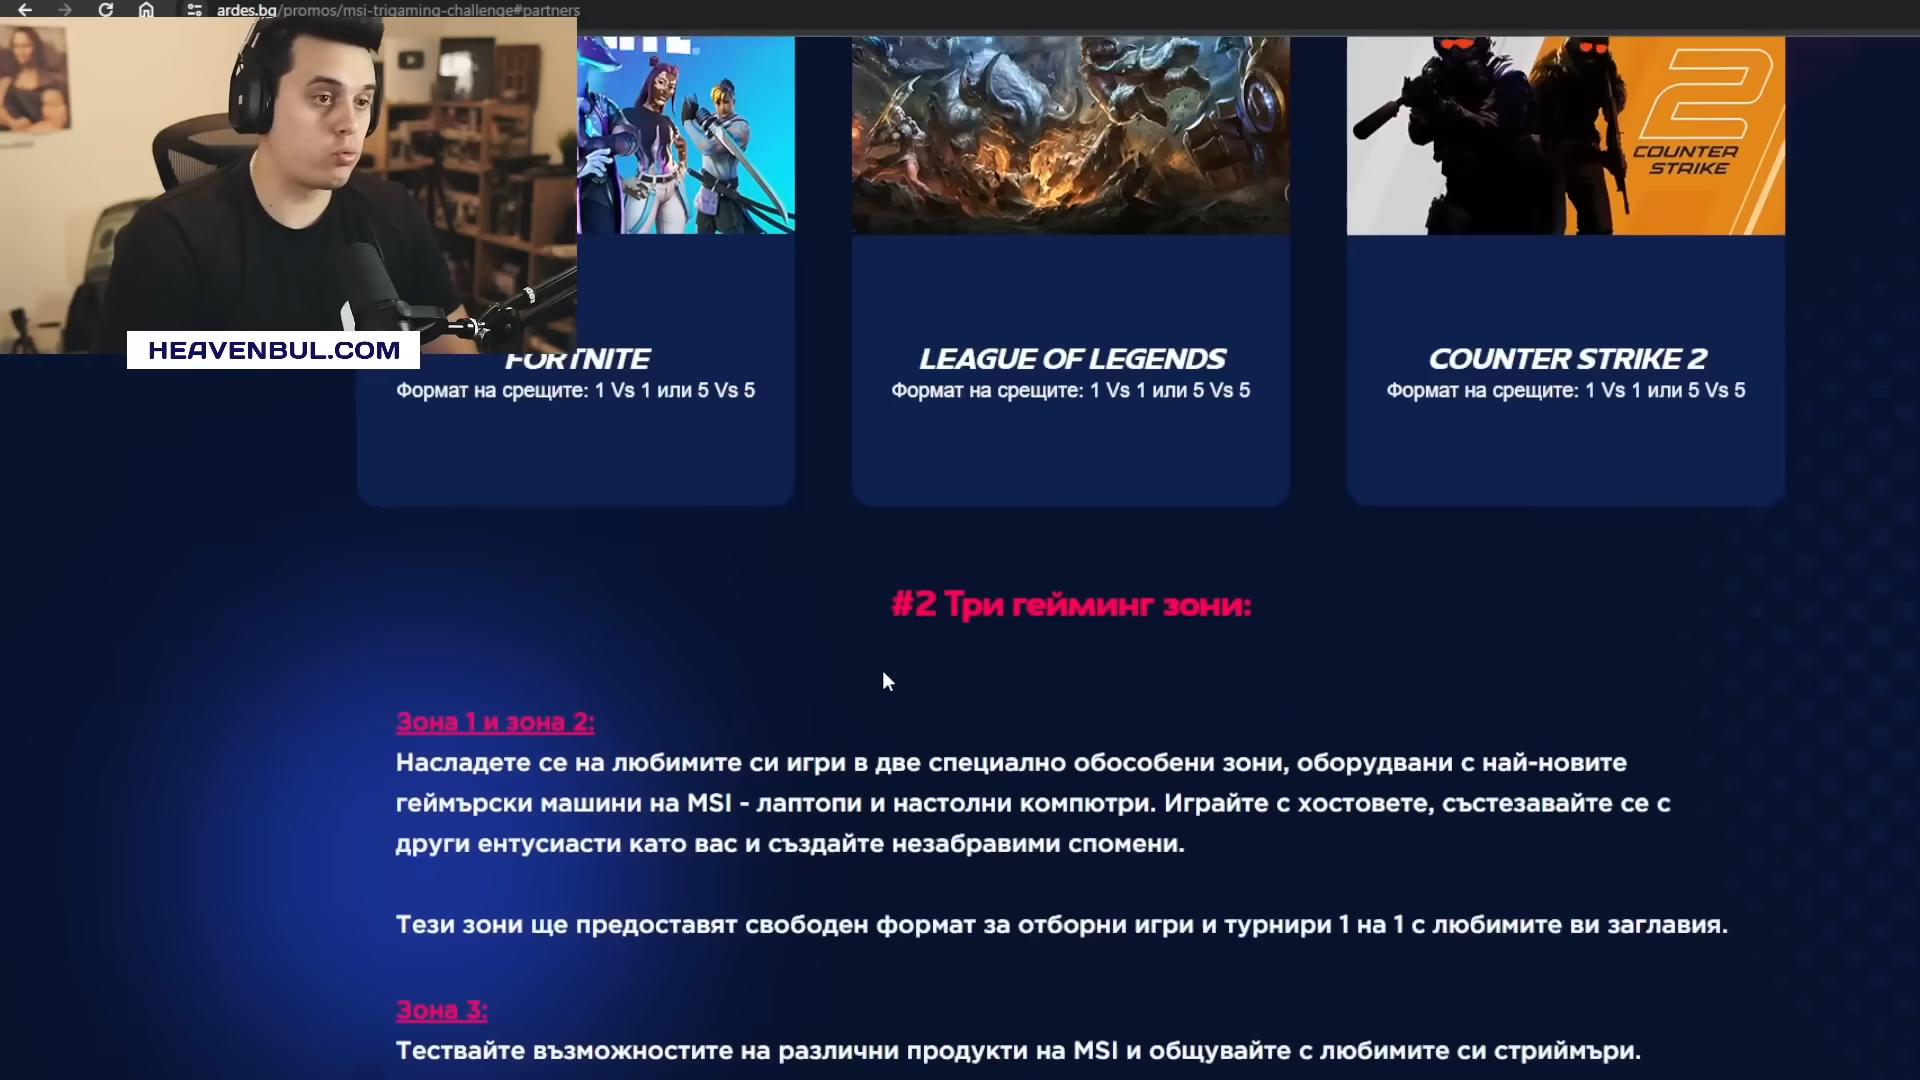 ardes.bg/promos/msi-trigaming-challenge#partners
2
COUNTER
STRIKE
HEAVENBUL.COM
FORTNITE
Формат на срещите: 1 Vs 1 или 5 Vs 5
LEAGUE OF LEGENDS
Формат на срещите: 1 Vs 1 или 5 Vs 5
COUNTER STRIKE 2
Формат на срещите: 1 Vs 1 или 5 Vs 5
#2 Три гейминг зони:
Зона 1 и зона 2:
Насладете се на любимите си игри в две специално обособени зони, оборудвани с най-новите
геймърски машини на MSI - лаптопи и настолни компютри. Играйте с хостовете, състезавайте се с
други ентусиасти като вас и създайте незабравими спомени.
Тези зони ще предоставят свободен формат за отборни игри и турнири 1 на 1 с любимите ви заглавия.
Зона 3:
Тествайте възможностите на различни продукти на MSI и общувайте с любимите си стриймъри.